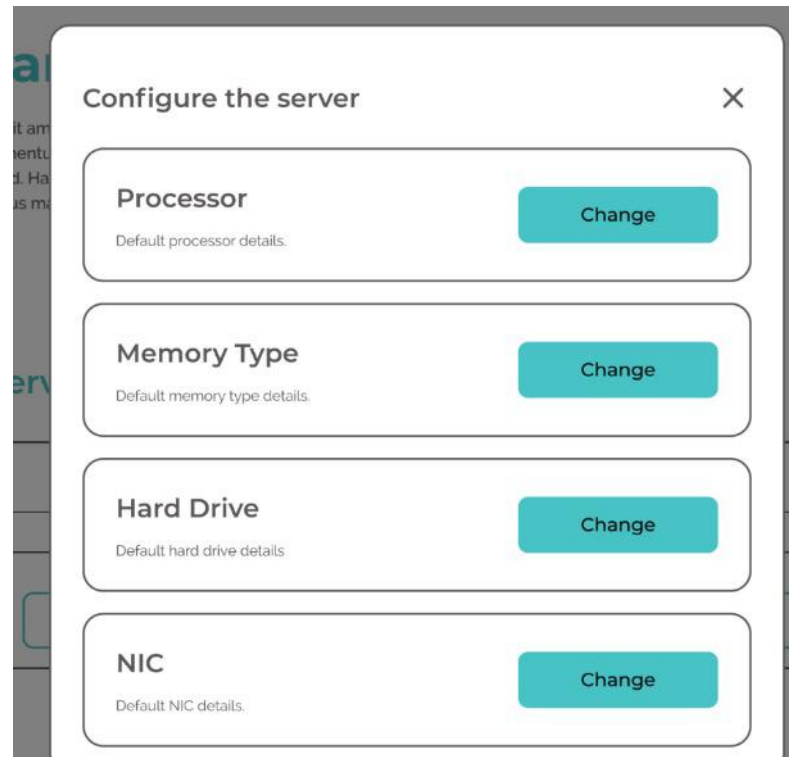 Configure the server
Processor
Default processor details.
Change
Memory Type
Default memory type details.
Change
Hard Drive
Default hard drive details
Change
NIC
Default NIC details.
Change